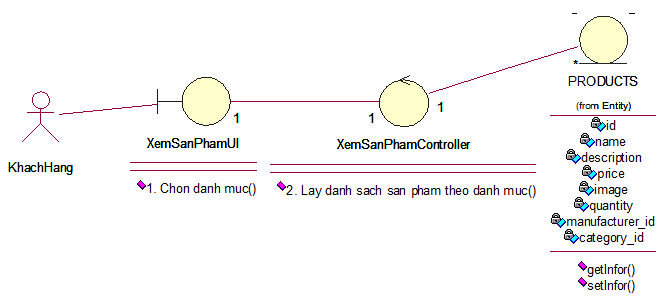 KhachHang
1
XemSanPhamUI
1. Chon danh muc()
1
1
XemSanPhamController
2. Lay danh sach san pham theo danh muc()
*
PRODUCTS
(from Entity)
id
name
description
price
image
quantity
manufacturer_id
category_id
getInfor()
setInfor()